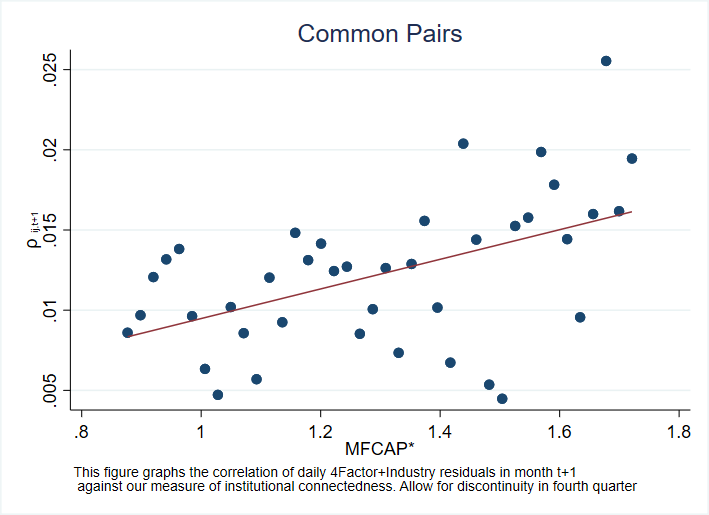 Common Pairs
.025
.02
.015
.01
.005
ρ ij,t+1
.8 1 1.2 1.4 1.6 1.8
MFCAP*
This figure graphs the correlation of daily 4Factor+Industry residuals in month t+1
against our measure of institutional connectedness. Allow for discontinuity in fourth quarter